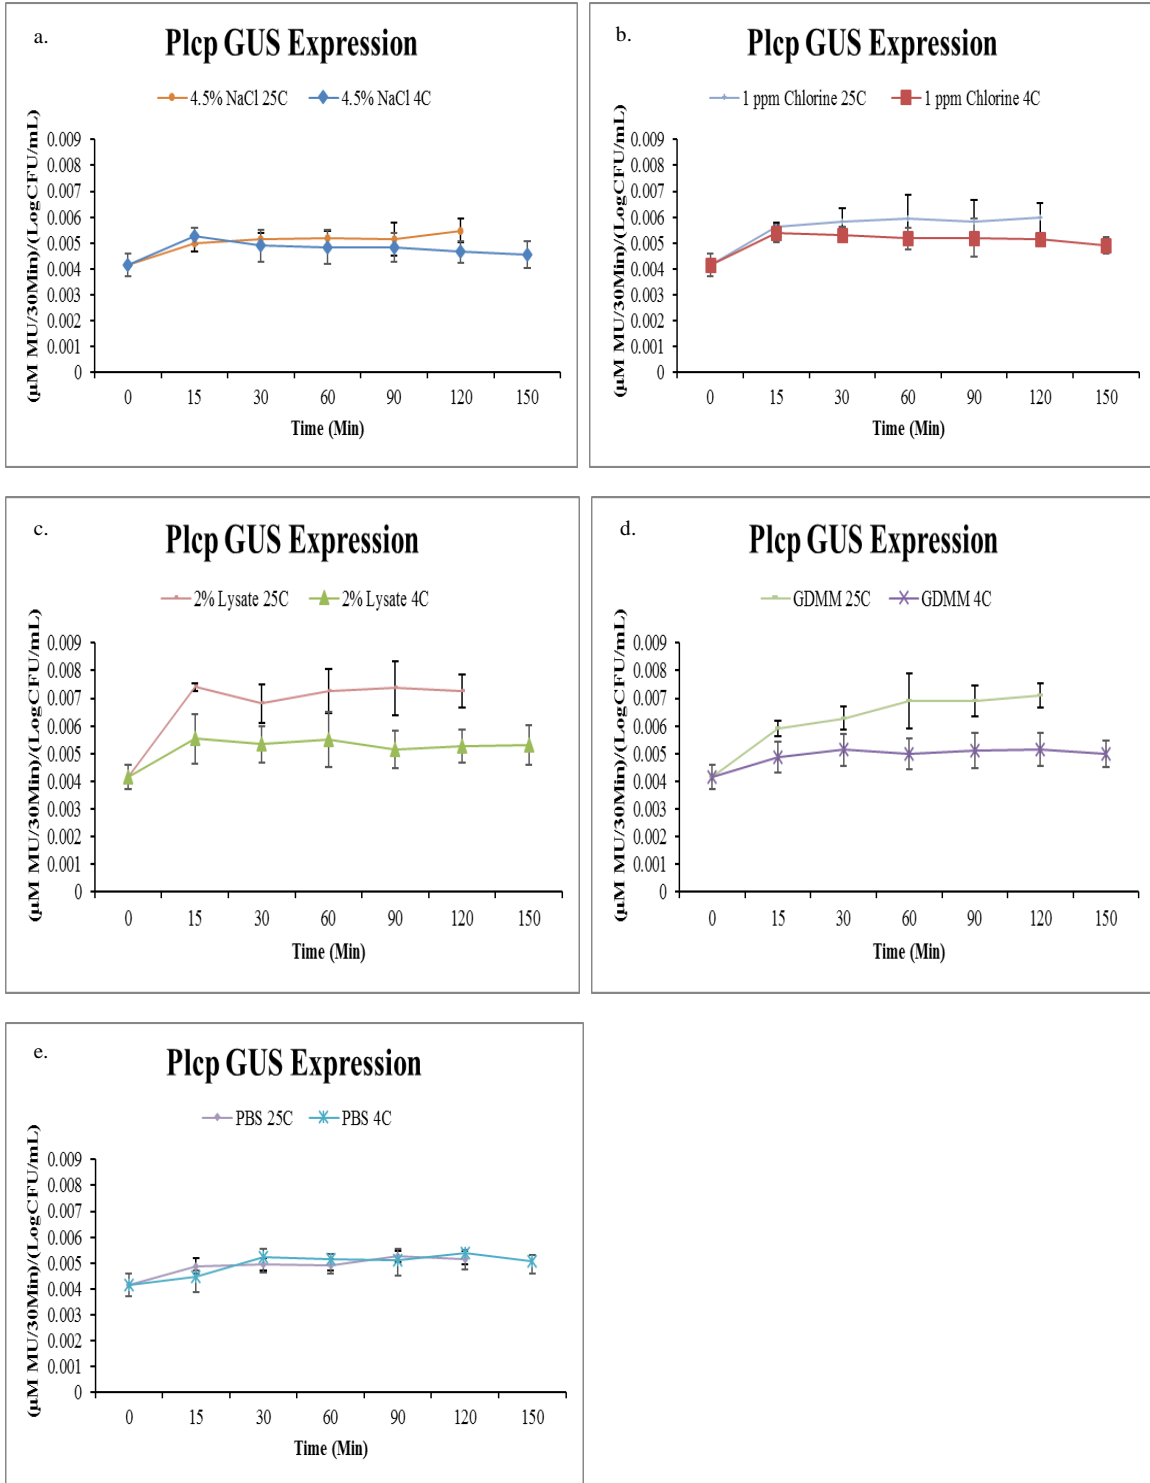 a.
Plcp GUS Expression
4.5% NaCl 25C 4.5% NaCl 4C
(µM MU/30Min)/(LogCFU/mL)
0.009
0.008
0.007
0.006
0.005
0.004
0.003
0.002
0.001
0
0 15 30 60 90 120 150
Time (Min)
b.
Plcp GUS Expression
1 ppm Chlorine 25C 1 ppm Chlorine 4C
(µM MU/30Min)/(LogCFU/mL)
0.009
0.008
0.007
0.006
0.005
0.004
0.003
0.002
0.001
0
0 15 30 60 90 120 150
Time (Min)
c.
Plcp GUS Expression
2% Lysate 25C 2% Lysate 4C
(µM MU/30Min)/(LogCFU/mL)
0.009
0.008
0.007
0.006
0.005
0.004
0.003
0.002
0.001
0
0 15 30 60 90 120 150
Time (Min)
d.
Plcp GUS Expression
GDMM 25C GDMM 4C
(µM MU/30Min)/(LogCFU/mL)
0.009
0.008
0.007
0.006
0.005
0.004
0.003
0.002
0.001
0
0 15 30 60 90 120 150
Time (Min)
e.
Plcp GUS Expression
PBS 25C PBS 4C
(µM MU/30Min)/(LogCFU/mL)
0.009
0.008
0.007
0.006
0.005
0.004
0.003
0.002
0.001
0
0 15 30 60 90 120 150
Time (Min)